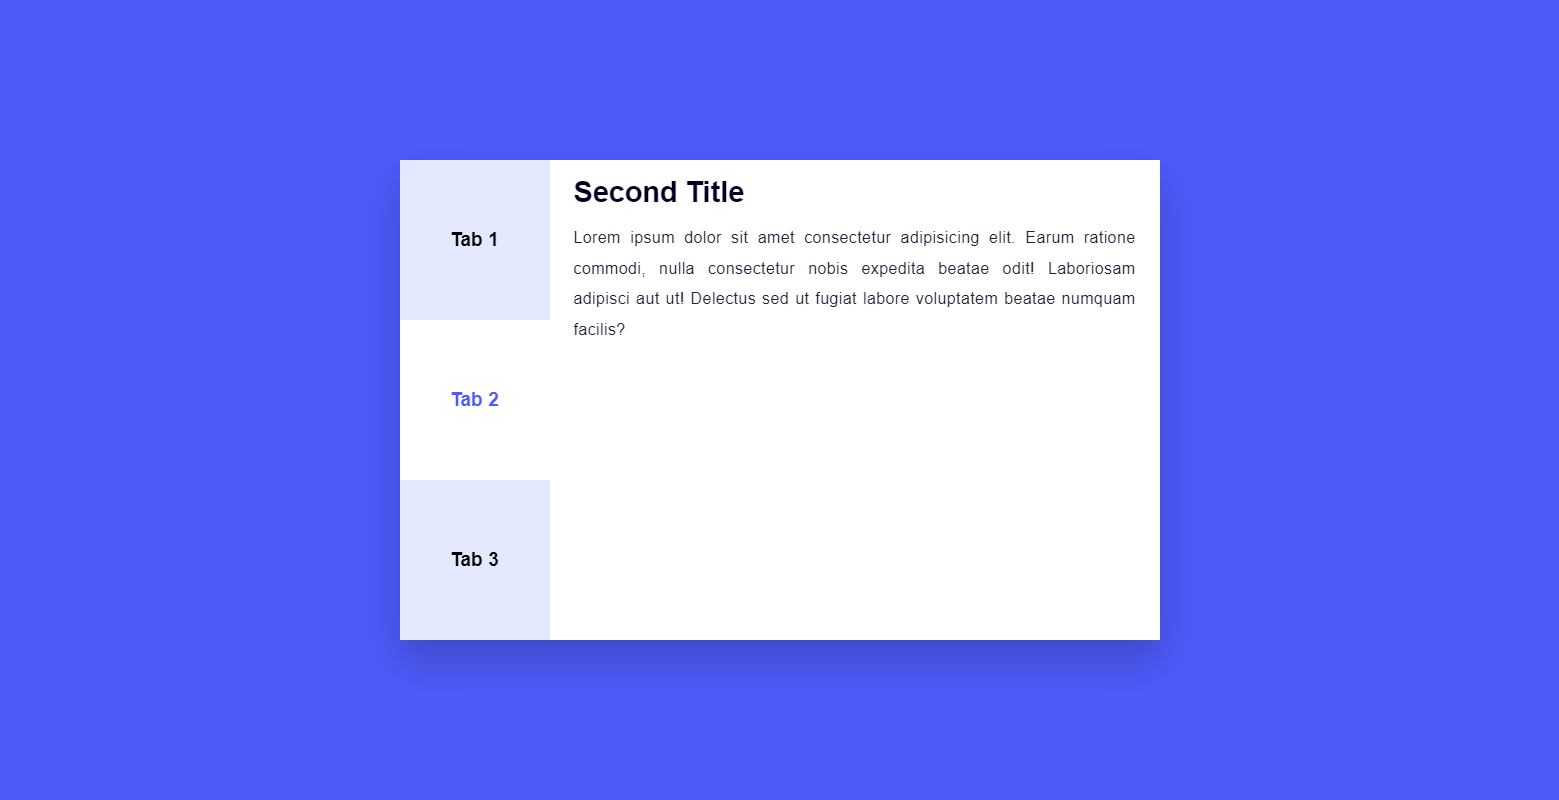 Tab 1
Tab 2
Tab 3
Second Title
Lorem ipsum dolor sit amet consectetur adipisicing elit. Earum ratione
commodi, nulla consectetur nobis expedita beatae odit! Laboriosam
adipisci aut ut! Delectus sed ut fugiat labore voluptatem beatae numquam
facilis?